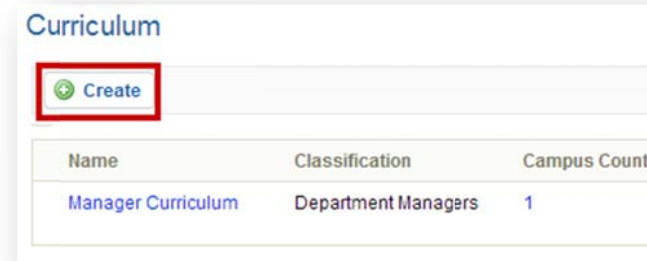 Curriculum
Create
Name Classification Campus Count
Manager Curriculum Department Managers 1